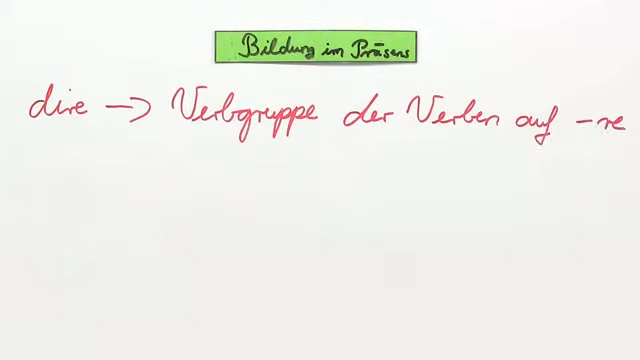 Bildung im Präsens
dire → Verbgruppe der Verben auf -re